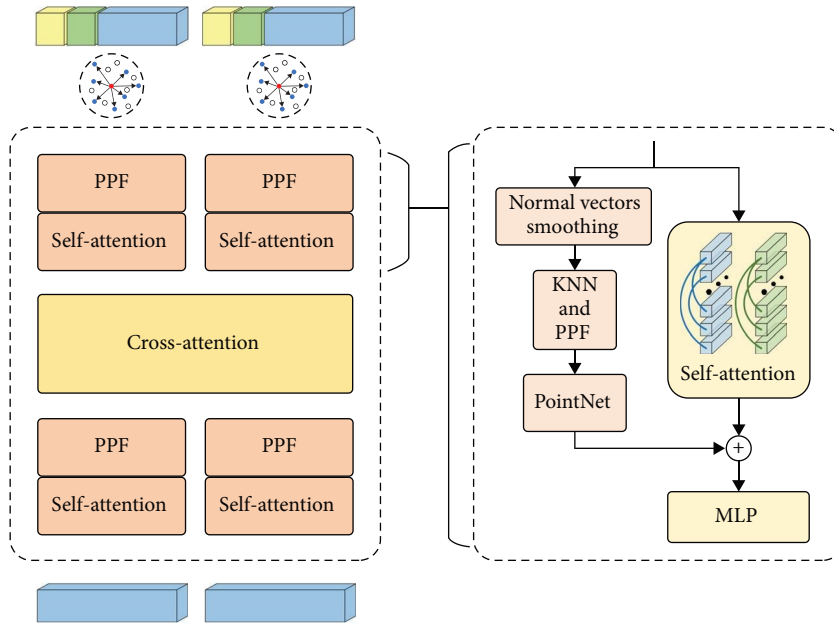 PPF
Self-attention
PPF
Self-attention
Cross-attention
PPF
Self-attention
PPF
Self-attention
Normal vectors
smoothing
KNN
and
PPF
PointNet
Self-attention
+
MLP